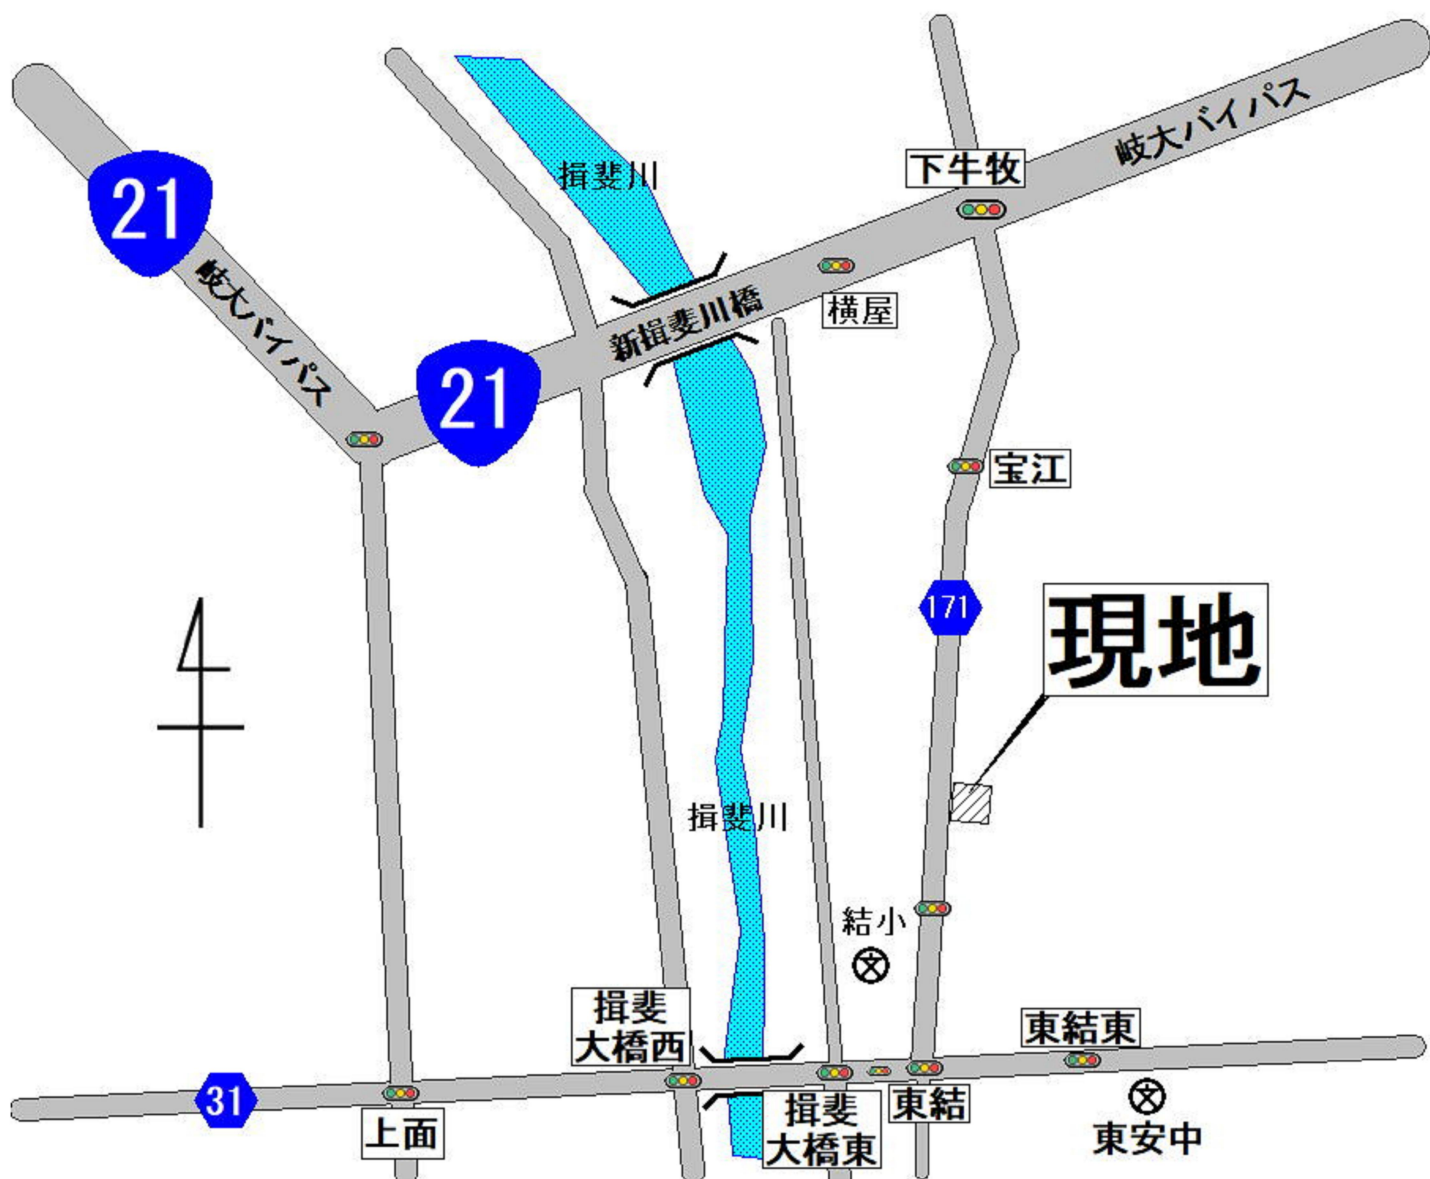 揖斐川
下牛牧
岐大バイパス
21
岐大バイパス
新揖斐川橋
横屋
21
宝江
171
現地
揖斐川
結小
揖斐
大橋西
東結東
31
上面
揖斐
大橋東
東結
東安中